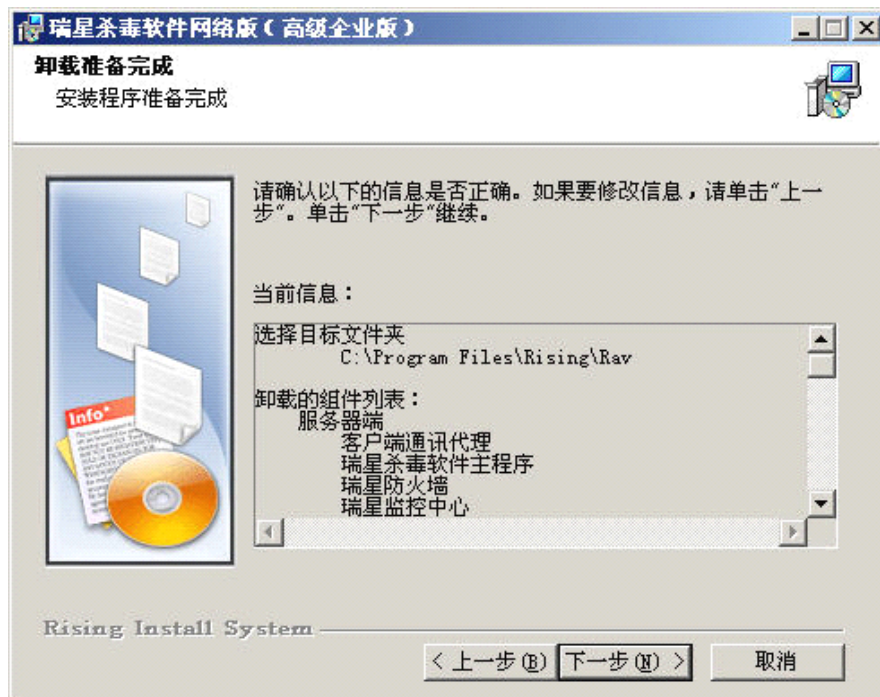 瑞星杀毒软件网络版（高级企业版）
卸载准备完成
安装程序准备完成
请确认以下的信息是否正确。如果要修改信息，请单击“上一
步”。单击“下一步”继续。
当前信息：
选择目标文件夹
C:\Program Files\Rising\Rav
卸载的组件列表：
服务器端
客户端通讯代理
瑞星杀毒软件主程序
瑞星防火墙
瑞星监控中心
Info
Rising Install System
< 上一步(B)
下一步(N) >
取消